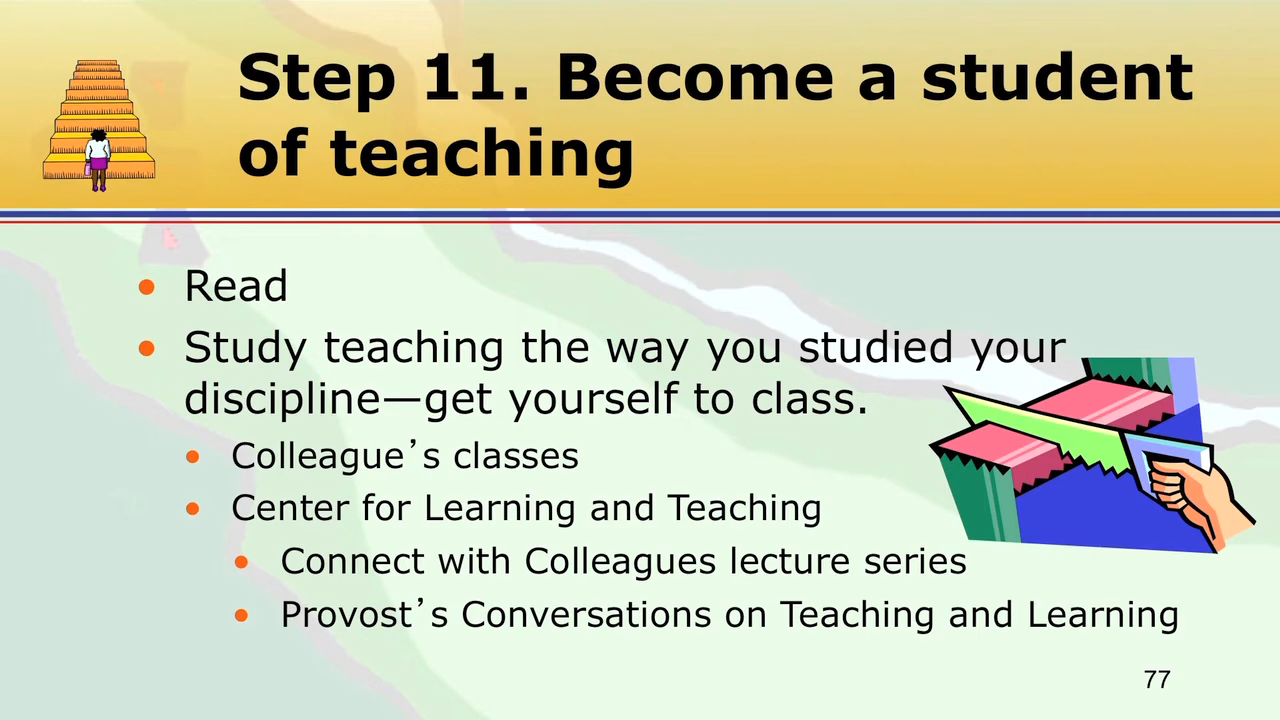 Step 11. Become a student
of teaching
• Read
• Study teaching the way you studied your
discipline—get yourself to class.
• Colleague’s classes
• Center for Learning and Teaching
• Connect with Colleagues lecture series
• Provost’s Conversations on Teaching and Learning
77